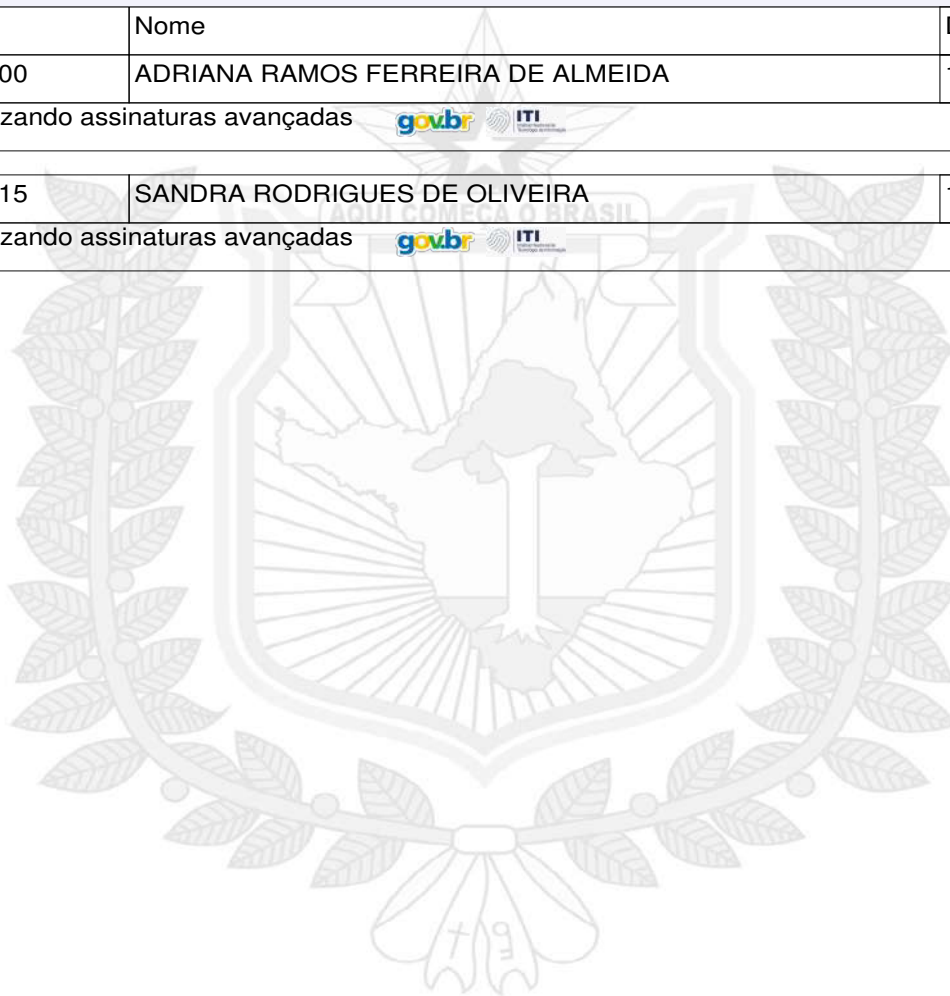 Nome
00 ADRIANA RAMOS FERREIRA DE ALMEIDA
zando assinaturas avançadas gov.br ITI
15 SANDRA RODRIGUES DE OLIVEIRA
AQUI COMEÇA O BRASIL
zando assinaturas avançadas gov.br ITI